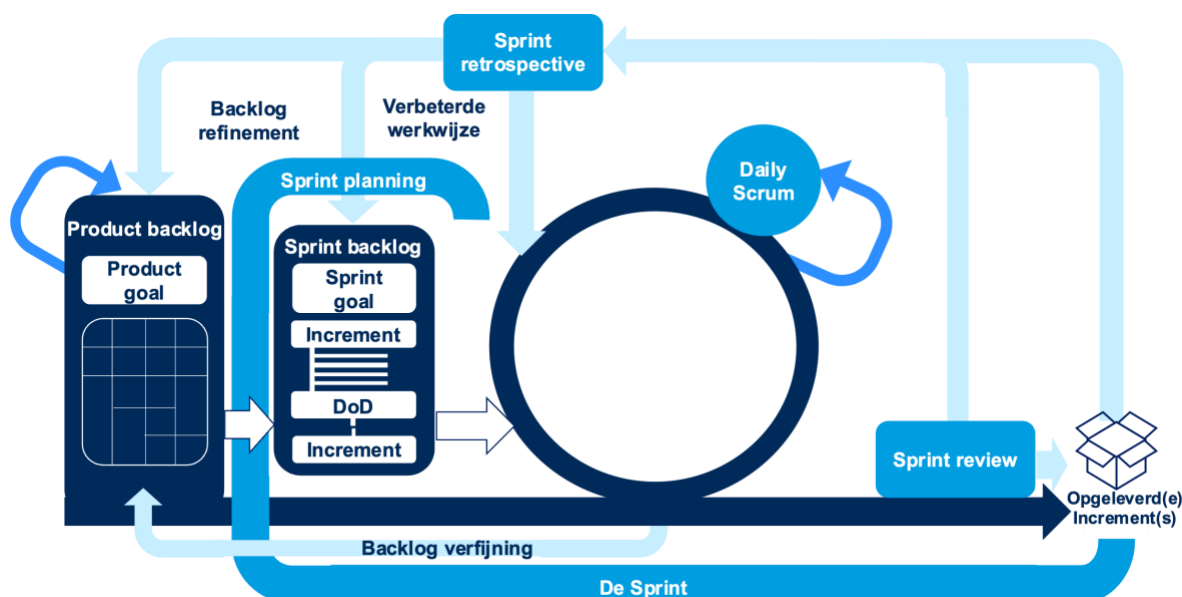 Sprint
retrospective
Backlog
refinement
Verbeterde
werkwijze
Daily
Scrum
Sprint planning
Product backlog
Product
goal
Sprint backlog
Sprint
goal
Increment
DoD
Increment
Sprint review
Opgeleverd(e)
Increment(s)
Backlog verfijning
De Sprint